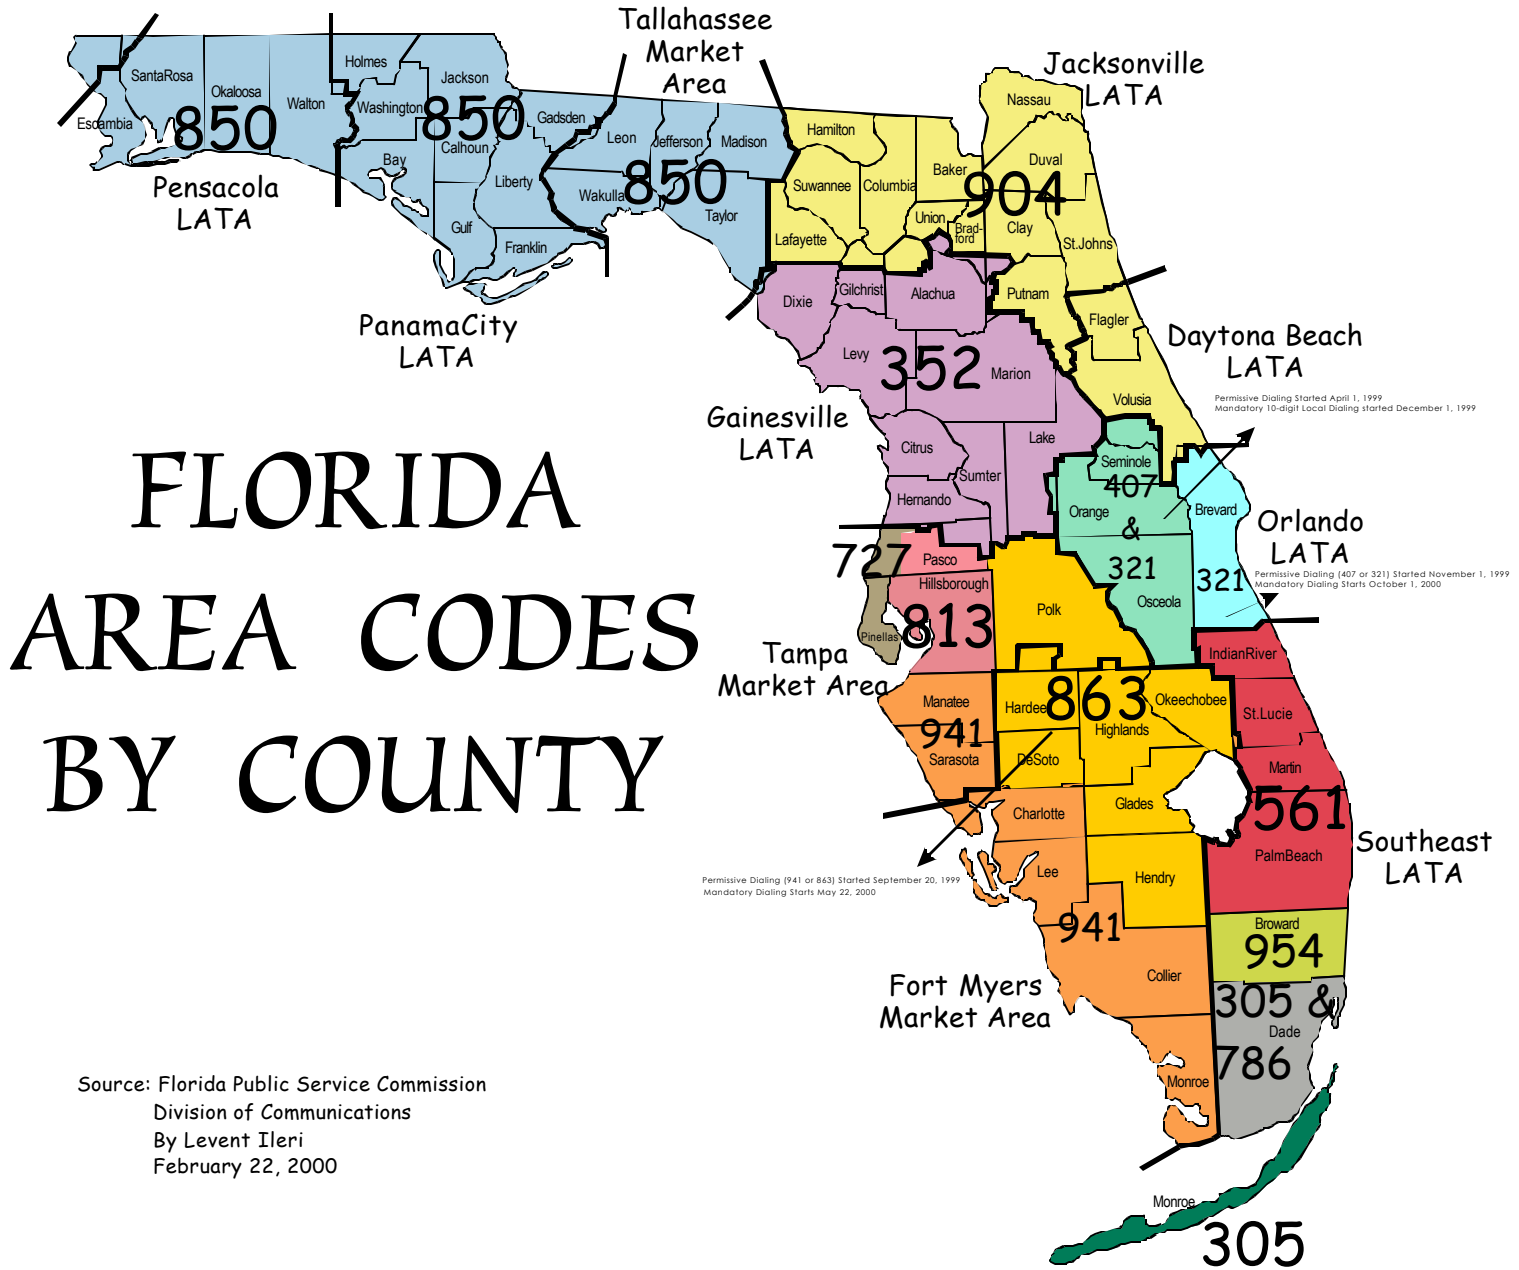 Tallahassee
Market
Area
Jacksonville
LATA
Holmes
SantaRosa
Jackson
Okaloosa
Walton
Washington
Escambia
850
850
Gadsden
Calhoun
Bay
Liberty
Gulf
Franklin
Leon
Jefferson
Madison
850
Wakulla
Taylor
Pensacola
LATA
PanamaCity
LATA
Nassau
Hamilton
Duval
Baker
Suwannee
Columbia
904
Union
Brad-
ford
Clay
Lafayette
St.Johns
Dixie
Gilchrist
Alachua
Putnam
Flagler
Daytona Beach
LATA
Levy
352
Marion
Volusia
Permissive Dialing Started April 1, 1999
Mandatory 10-digit Local Dialing started December 1, 1999
Gainesville
LATA
Citrus
Lake
Sumter
Hernando
Seminole
407
Orange
&
321
Brevard
321
Osceola
Orlando
LATA
Permissive Dialing (407 or 321) Started November 1, 1999
Mandatory Dialing Starts October 1, 2000
FLORIDA
AREA CODES
BY COUNTY
727
Pasco
Hillsborough
813
Pinellas
Polk
Tampa
Market Area
IndianRiver
Manatee
941
Sarasota
Hardee
863
Okeechobee
Highlands
DeSoto
St.Lucie
Martin
561
PalmBeach
Southeast
LATA
Charlotte
Glades
Lee
Hendry
Permissive Dialing (941 or 863) Started September 20, 1999
Mandatory Dialing Starts May 22, 2000
941
Collier
Broward
954
305 &
Dade
786
Fort Myers
Market Area
Monroe
Monroe
305
Source: Florida Public Service Commission
Division of Communications
By Levent Ileri
February 22, 2000